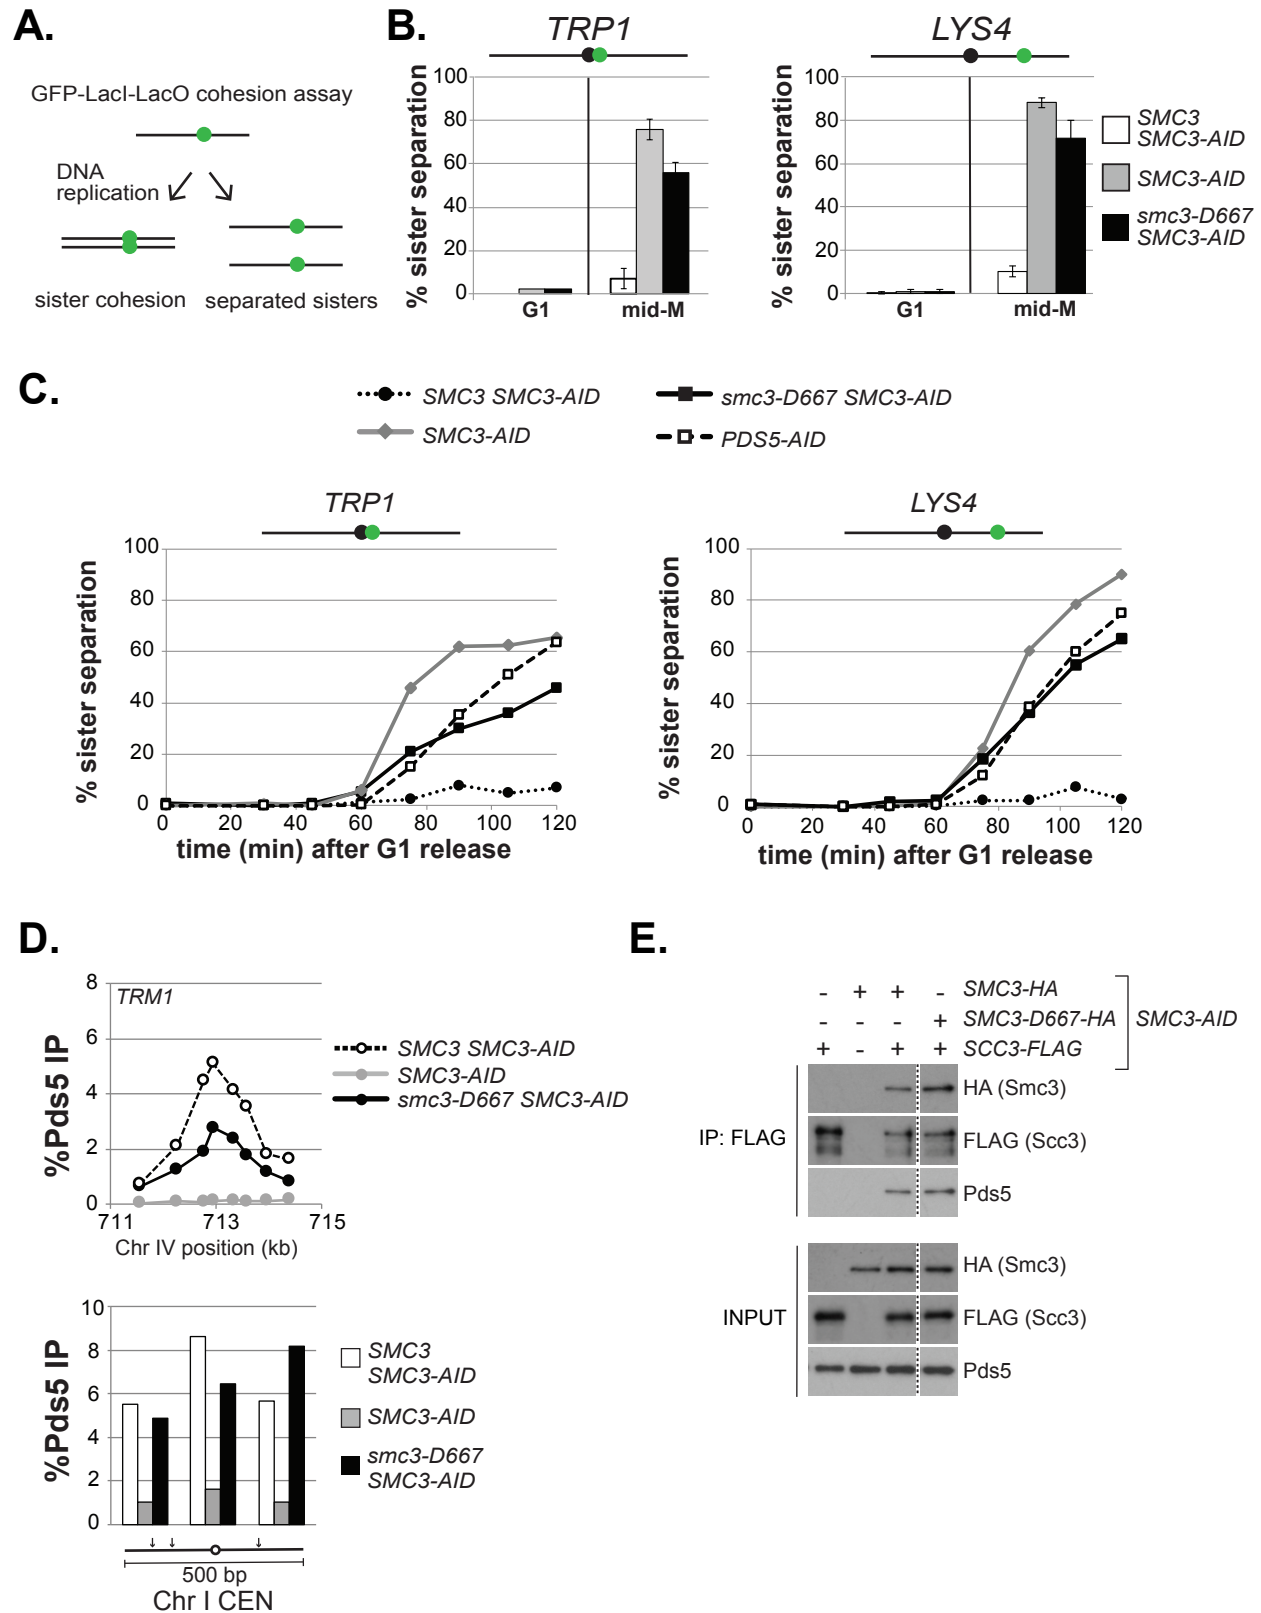 A.
GFP-LacI-LacO cohesion assay
DNA
replication
sister cohesion
separated sisters
B.
TRP1
% sister separation
100
80
60
40
20
0
G1
mid-M
LYS4
% sister separation
100
80
60
40
20
0
G1
mid-M
SMC3
SMC3-AID
SMC3-AID
smc3-D667
SMC3-AID
C.
SMC3 SMC3-AID
smc3-D667 SMC3-AID
SMC3-AID
PDS5-AID
TRP1
% sister separation
100
80
60
40
20
0
0 20 40 60 80 100 120
time (min) after G1 release
LYS4
% sister separation
100
80
60
40
20
0
0 20 40 60 80 100 120
time (min) after G1 release
D.
%Pds5 IP
8
6
4
2
0
TRM1
711 713 715
Chr IV position (kb)
SMC3 SMC3-AID
SMC3-AID
smc3-D667 SMC3-AID
%Pds5 IP
10
8
6
4
2
0
500 bp
Chr I CEN
SMC3
SMC3-AID
SMC3-AID
smc3-D667
SMC3-AID
E.
- + + - SMC3-HA
- - - + SMC3-D667-HA
+ - + + SCC3-FLAG
SMC3-AID
IP: FLAG
HA (Smc3)
FLAG (Scc3)
Pds5
INPUT
HA (Smc3)
FLAG (Scc3)
Pds5